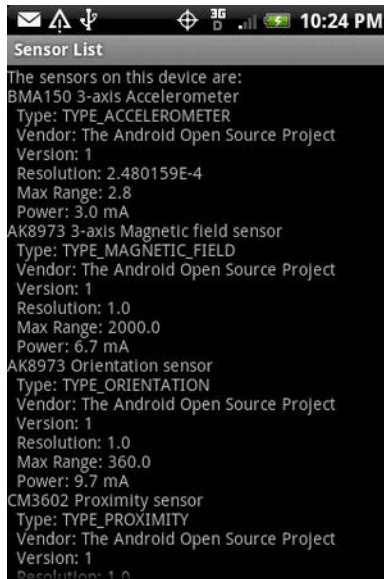 3G
D
10:24 PM
Sensor List
The sensors on this device are:
BMA150 3-axis Accelerometer
Type: TYPE_ACCELEROMETER
Vendor: The Android Open Source Project
Version: 1
Resolution: 2.480159E-4
Max Range: 2.8
Power: 3.0 mA
AK8973 3-axis Magnetic field sensor
Type: TYPE_MAGNETIC_FIELD
Vendor: The Android Open Source Project
Version: 1
Resolution: 1.0
Max Range: 2000.0
Power: 6.7 mA
AK8973 Orientation sensor
Type: TYPE_ORIENTATION
Vendor: The Android Open Source Project
Version: 1
Resolution: 1.0
Max Range: 360.0
Power: 9.7 mA
CM3602 Proximity sensor
Type: TYPE_PROXIMITY
Vendor: The Android Open Source Project
Version: 1
Resolution: 1.0